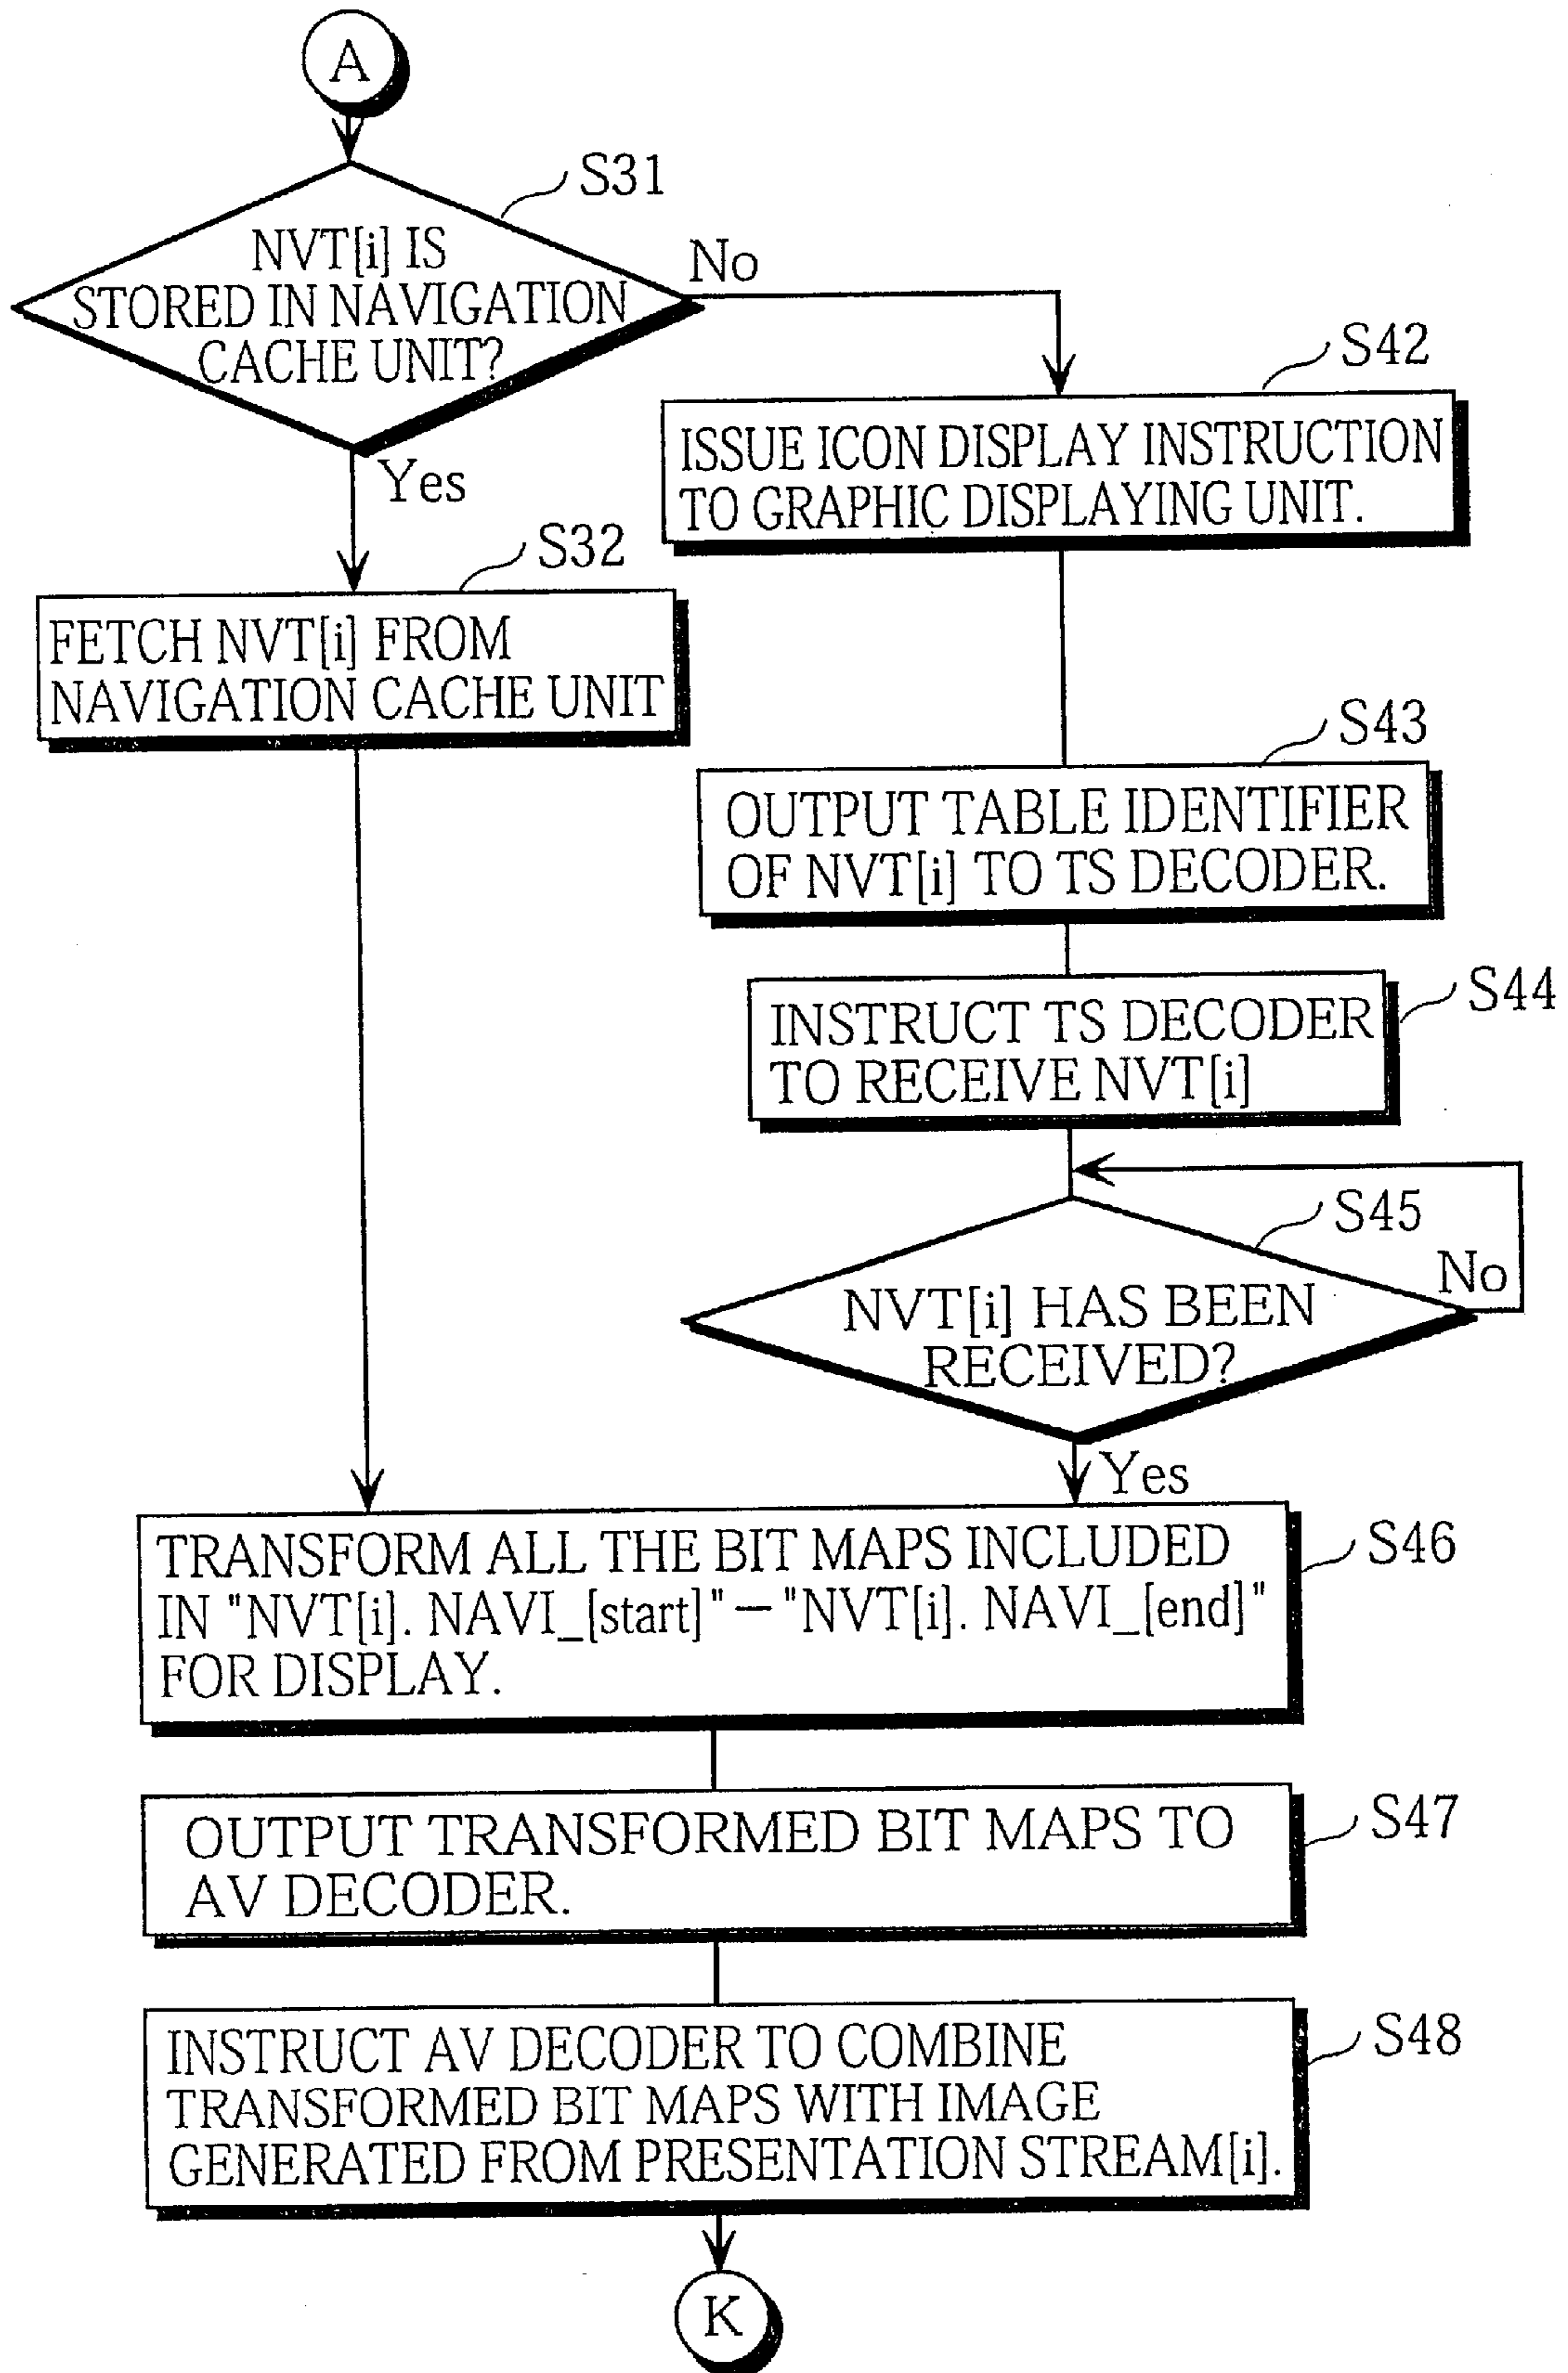 A
S31
NVT[i] IS
STORED IN NAVIGATION
CACHE UNIT?
No
Yes
S42
ISSUE ICON DISPLAY INSTRUCTION
TO GRAPHIC DISPLAYING UNIT.
S32
FETCH NVT[i] FROM
NAVIGATION CACHE UNIT
S43
OUTPUT TABLE IDENTIFIER
OF NVT[i] TO TS DECODER.
S44
INSTRUCT TS DECODER
TO RECEIVE NVT[i]
S45
No
NVT[i] HAS BEEN
RECEIVED?
Yes
S46
TRANSFORM ALL THE BIT MAPS INCLUDED
IN "NVT[i]. NAVI_[start]" — "NVT[i]. NAVI_[end]"
FOR DISPLAY.
S47
OUTPUT TRANSFORMED BIT MAPS TO
AV DECODER.
S48
INSTRUCT AV DECODER TO COMBINE
TRANSFORMED BIT MAPS WITH IMAGE
GENERATED FROM PRESENTATION STREAM[i].
K